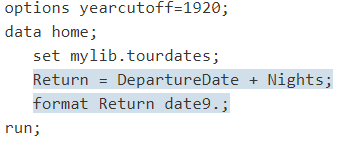 options yearcutoff=1920;
data home;
   set mylib.tourdates;
   Return = DepartureDate + Nights;
   format Return date9.;
run;